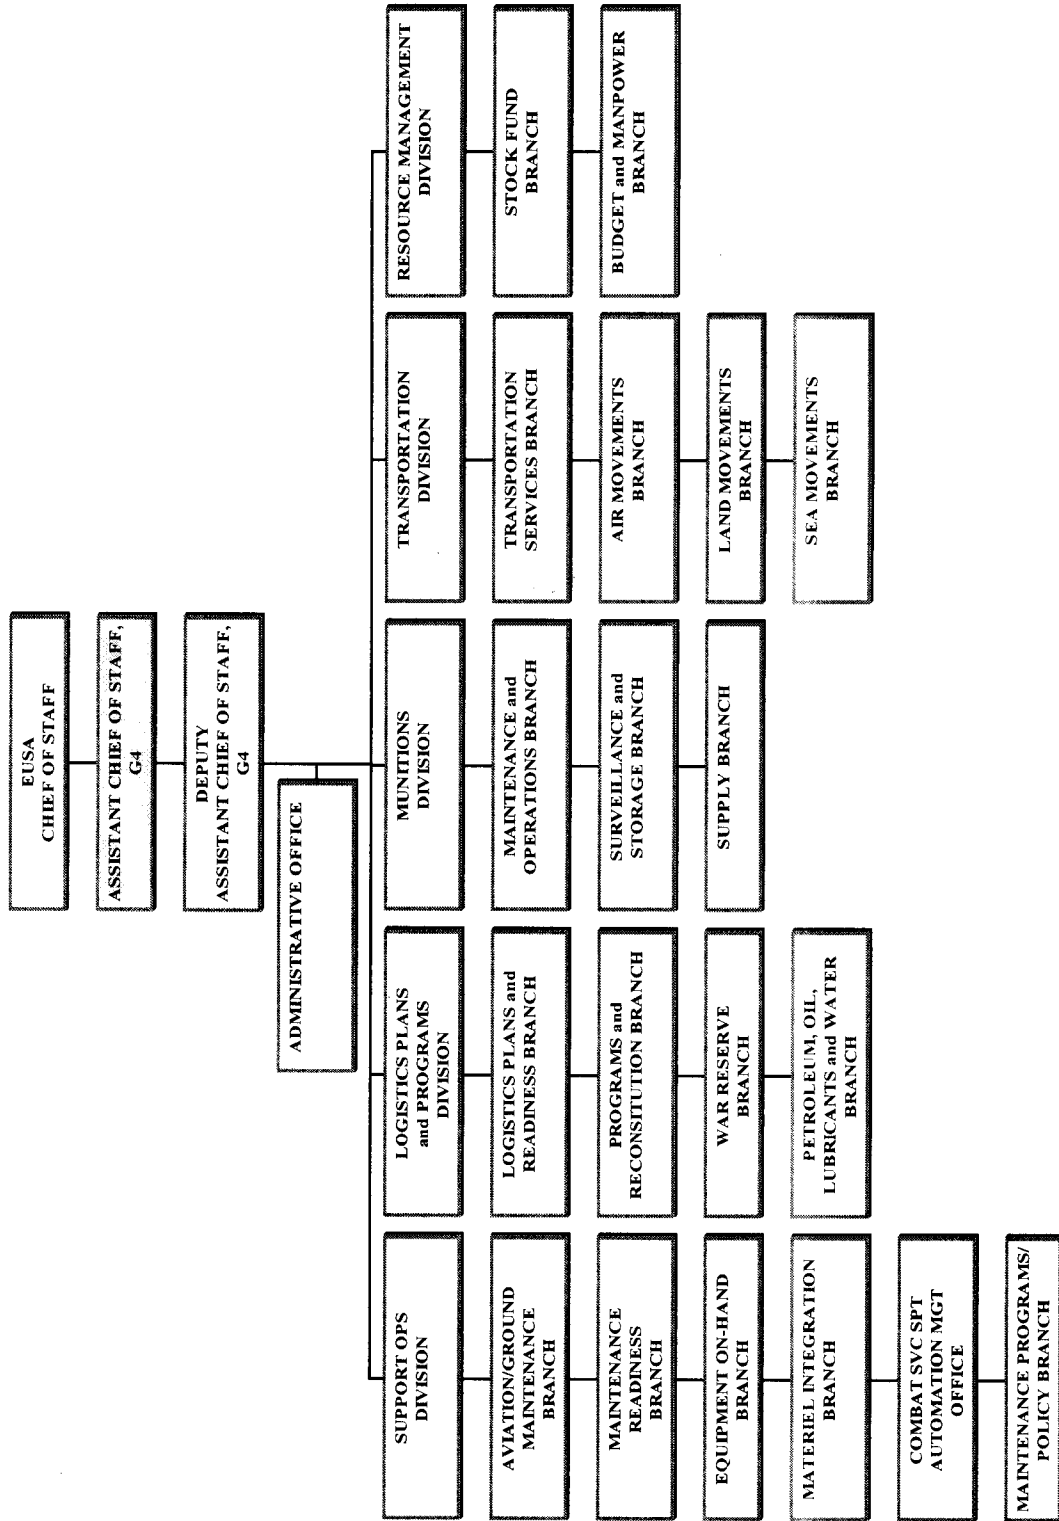 EUSA
CHIEF OF STAFF
ASSISTANT CHIEF OF STAFF,
G4
DEPUTY
ASSISTANT CHIEF OF STAFF,
G4
ADMINISTRATIVE OFFICE
SUPPORT OPS
DIVISION
AVIATION/GROUND
MAINTENANCE
BRANCH
MAINTENANCE
READINESS
BRANCH
EQUIPMENT ON-HAND
BRANCH
MATERIEL INTEGRATION
BRANCH
COMBAT SVC SPT
AUTOMATION MGT
OFFICE
MAINTENANCE PROGRAMS/
POLICY BRANCH
LOGISTICS PLANS
and PROGRAMS
DIVISION
LOGISTICS PLANS and
READINESS BRANCH
PROGRAMS and
RECONSITUTION BRANCH
WAR RESERVE
BRANCH
PETROLEUM, OIL,
LUBRICANTS and WATER
BRANCH
MUNITIONS
DIVISION
MAINTENANCE and
OPERATIONS BRANCH
SURVEILLANCE and
STORAGE BRANCH
SUPPLY BRANCH
TRANSPORTATION
DIVISION
TRANSPORTATION
SERVICES BRANCH
AIR MOVEMENTS
BRANCH
LAND MOVEMENTS
BRANCH
SEA MOVEMENTS
BRANCH
RESOURCE MANAGEMENT
DIVISION
STOCK FUND
BRANCH
BUDGET and MANPOWER
BRANCH